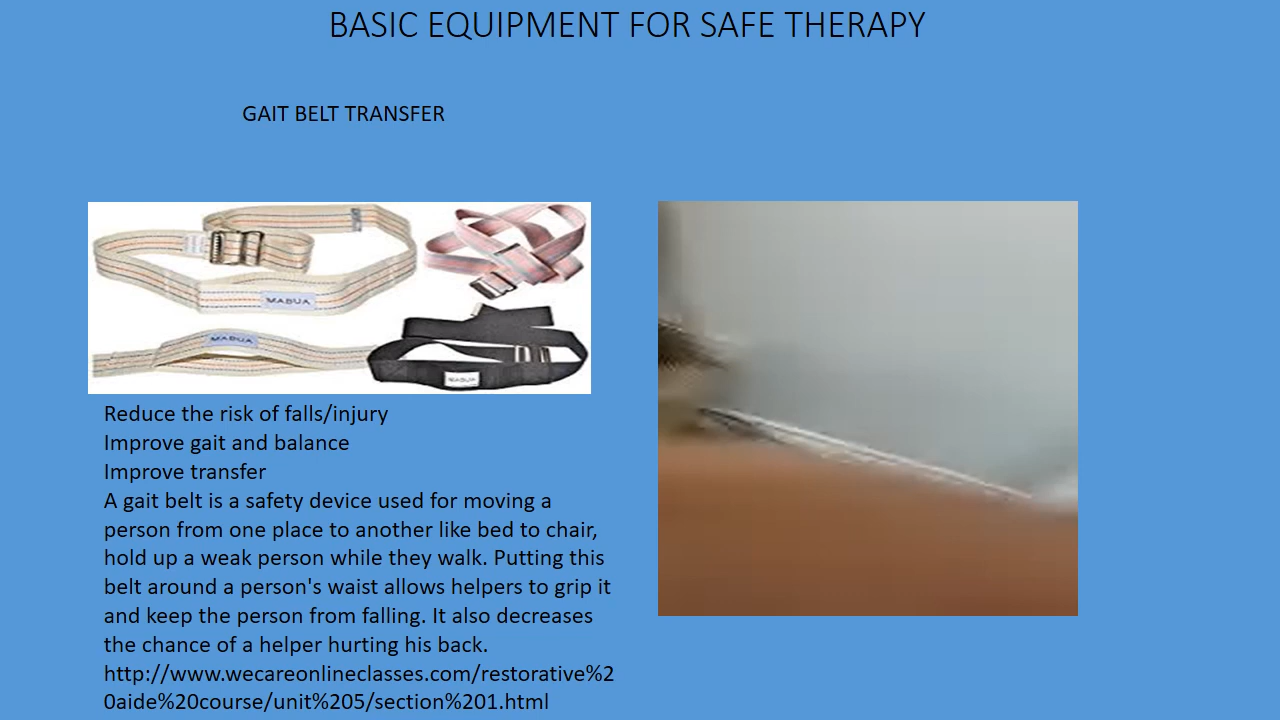 BASIC EQUIPMENT FOR SAFE THERAPY
GAIT BELT TRANSFER
MABUA
MABUA
MABUA
Reduce the risk of falls/injury
Improve gait and balance
Improve transfer
A gait belt is a safety device used for moving a
person from one place to another like bed to chair,
hold up a weak person while they walk. Putting this
belt around a person's waist allows helpers to grip it
and keep the person from falling. It also decreases
the chance of a helper hurting his back.
http://www.wecareonlineclasses.com/restorative%2
0aide%20course/unit%205/section%201.html